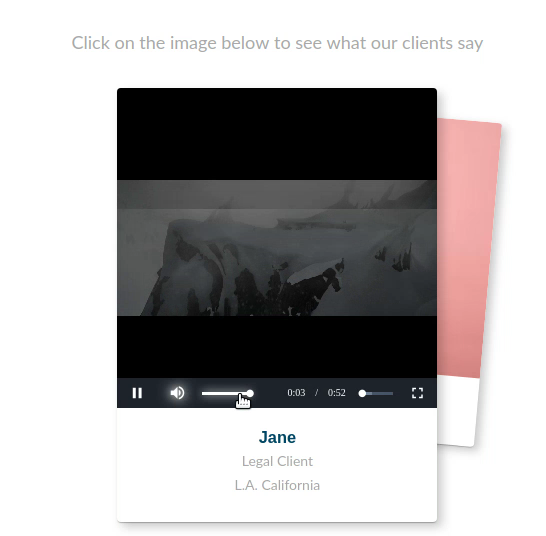 Click on the image below to see what our clients say
0:03 / 0:52
Jane
Legal Client
L.A. California